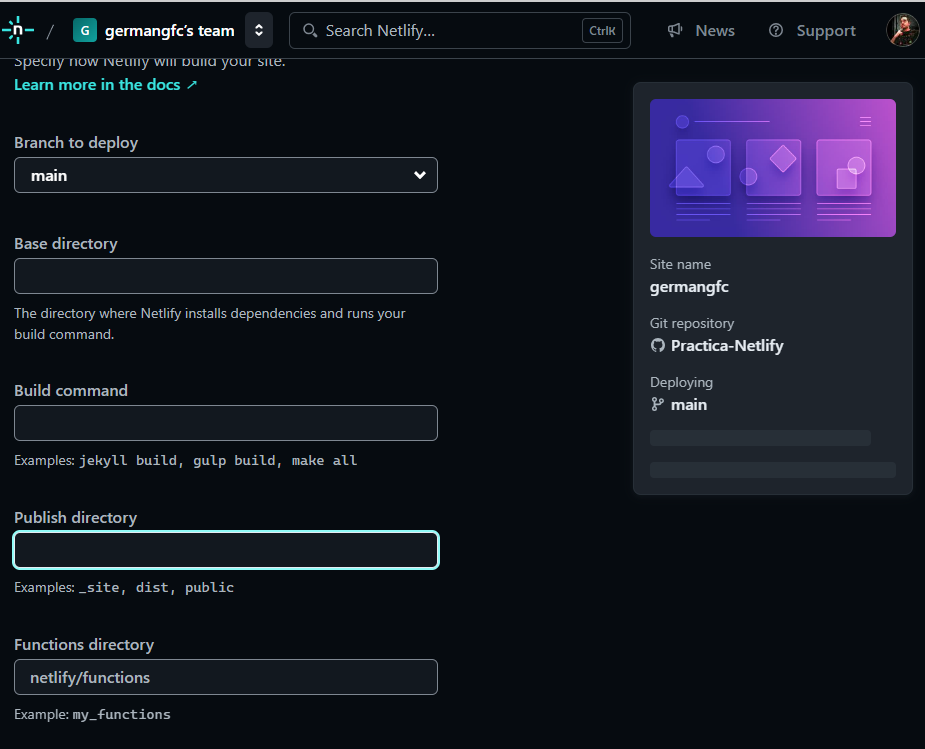 n / G germangfc's team Search Netlify... CtrlK News Support
Specify how Netlify will build your site.
Learn more in the docs ↗
Branch to deploy
main
Base directory
The directory where Netlify installs dependencies and runs your
build command.
Build command
Examples: jekyll build, gulp build, make all
Publish directory
Examples: _site, dist, public
Functions directory
netlify/functions
Example: my_functions
Site name
germangfc
Git repository
Practica-Netlify
Deploying
main